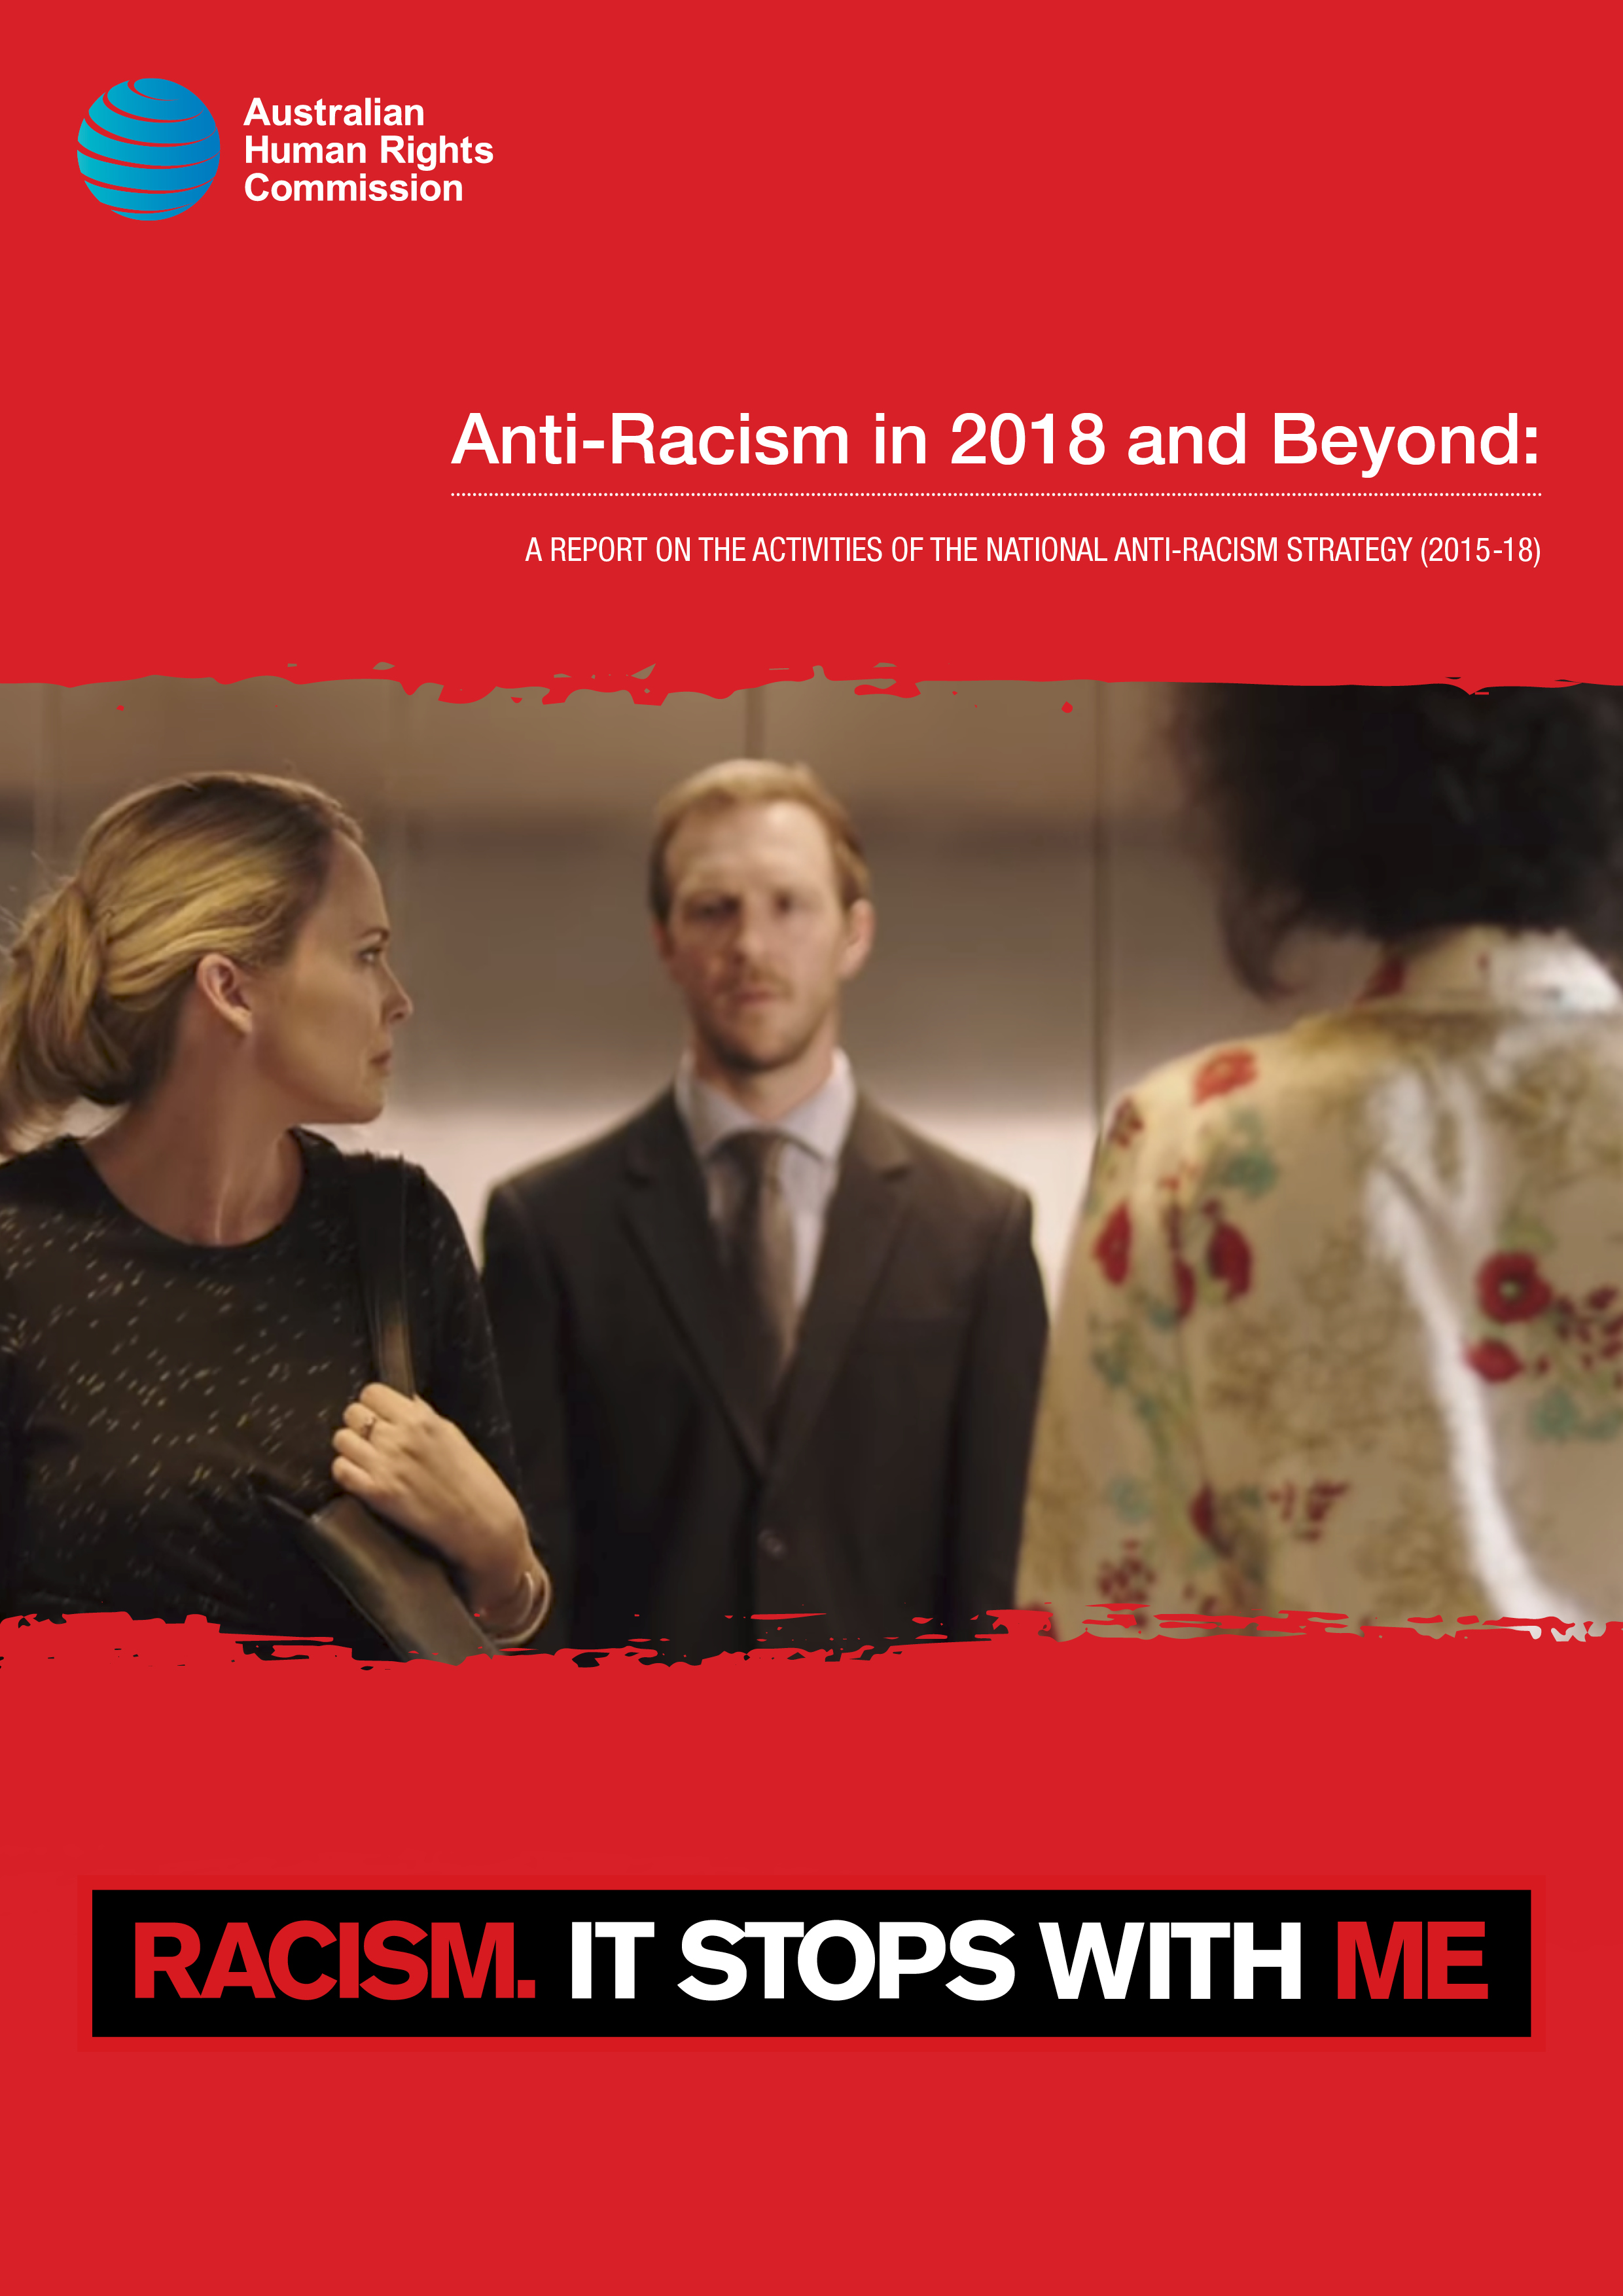 Australian
Human Rights
Commission
Anti-Racism in 2018 and Beyond:
A REPORT ON THE ACTIVITIES OF THE NATIONAL ANTI-RACISM STRATEGY (2015-18)
RACISM. IT STOPS WITH ME